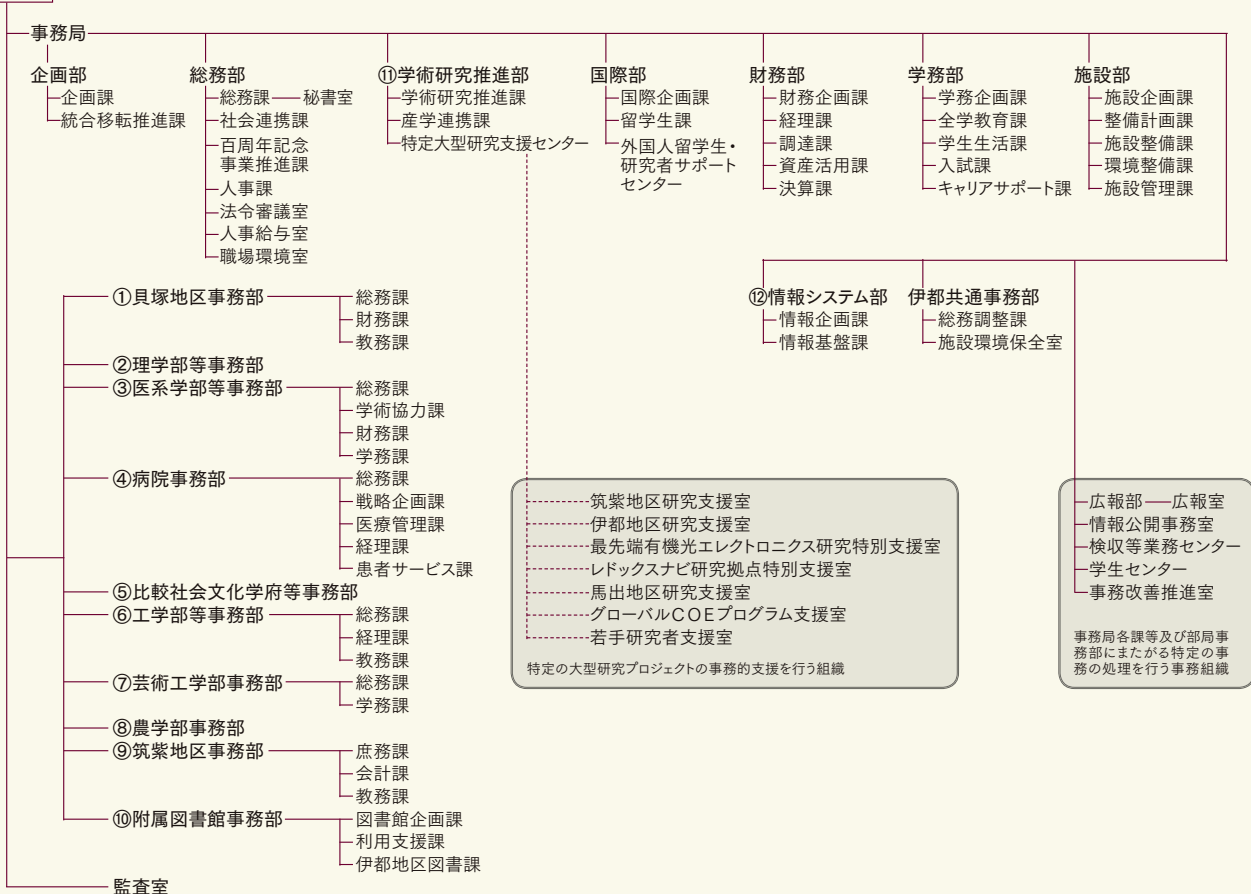 事務局
企画部
企画課
統合移転推進課
総務部
総務課 秘書室
社会連携課
百周年記念
事業推進課
人事課
法令審議室
人事給与室
職場環境室
⑪学術研究推進部
学術研究推進課
産学連携課
特定大型研究支援センター
国際部
国際企画課
留学生課
外国人留学生・
研究者サポート
センター
財務部
財務企画課
経理課
調達課
資産活用課
決算課
学務部
学務企画課
全学教育課
学生生活課
入試課
キャリアサポート課
施設部
施設企画課
整備計画課
施設整備課
環境整備課
施設管理課
⑫情報システム部
情報企画課
情報基盤課
伊都共通事務部
総務調整課
施設環境保全室
①貝塚地区事務部
総務課
財務課
教務課
②理学部等事務部
③医系学部等事務部
総務課
学術協力課
財務課
学務課
④病院事務部
総務課
戦略企画課
医療管理課
経理課
患者サービス課
⑤比較社会文化学府等事務部
⑥工学部等事務部
総務課
経理課
教務課
⑦芸術工学部事務部
総務課
学務課
⑧農学部事務部
⑨筑紫地区事務部
庶務課
会計課
教務課
⑩附属図書館事務部
図書館企画課
利用支援課
伊都地区図書課
監査室
筑紫地区研究支援室
伊都地区研究支援室
最先端有機光エレクトロニクス研究特別支援室
レドックスナビ研究拠点特別支援室
馬出地区研究支援室
グローバルCOEプログラム支援室
若手研究者支援室
特定の大型研究プロジェクトの事務的支援を行う組織
広報部 広報室
情報公開事務室
検収等業務センター
学生センター
事務改善推進室
事務局各課等及び部局事
務部にまたがる特定の事
務の処理を行う事務組織